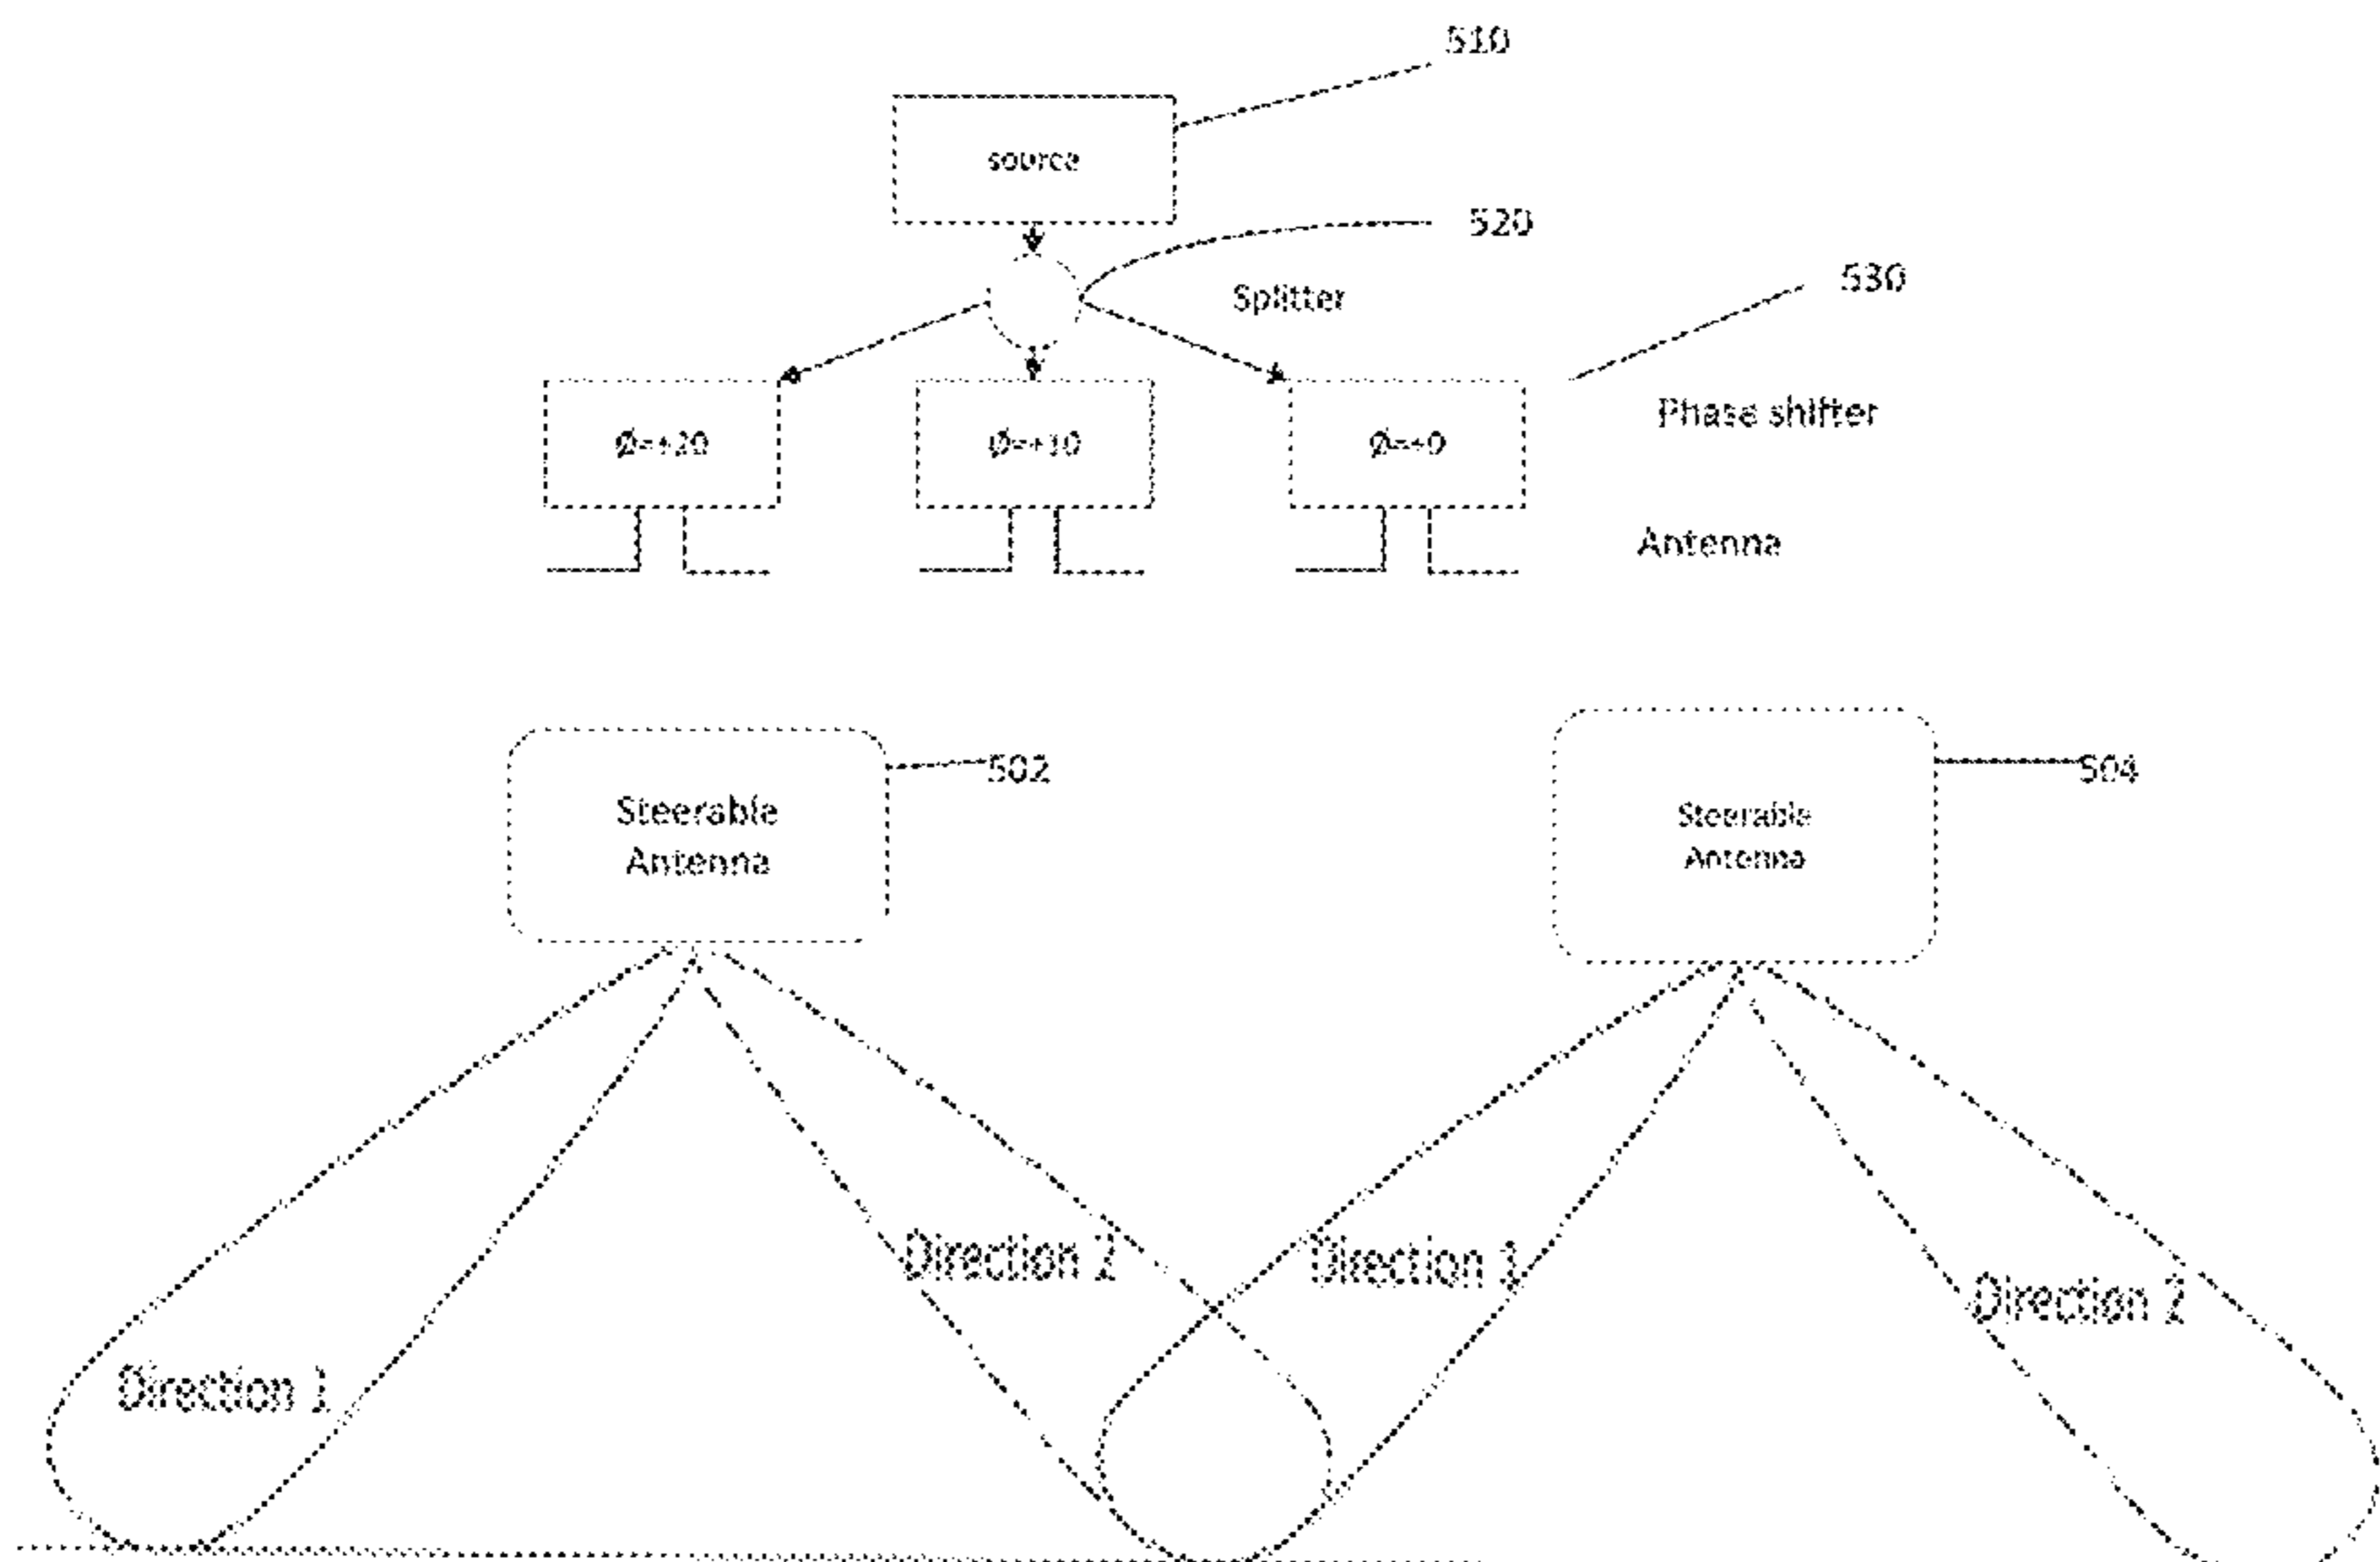 510
source
520
Splitter
530
Ø=+20
Ø=+10
Ø=+0
Phase shifter
Antenna
502
504
Steerable
Antenna
Steerable
Antenna
Direction 2
Direction 1
Direction 2
Direction 1